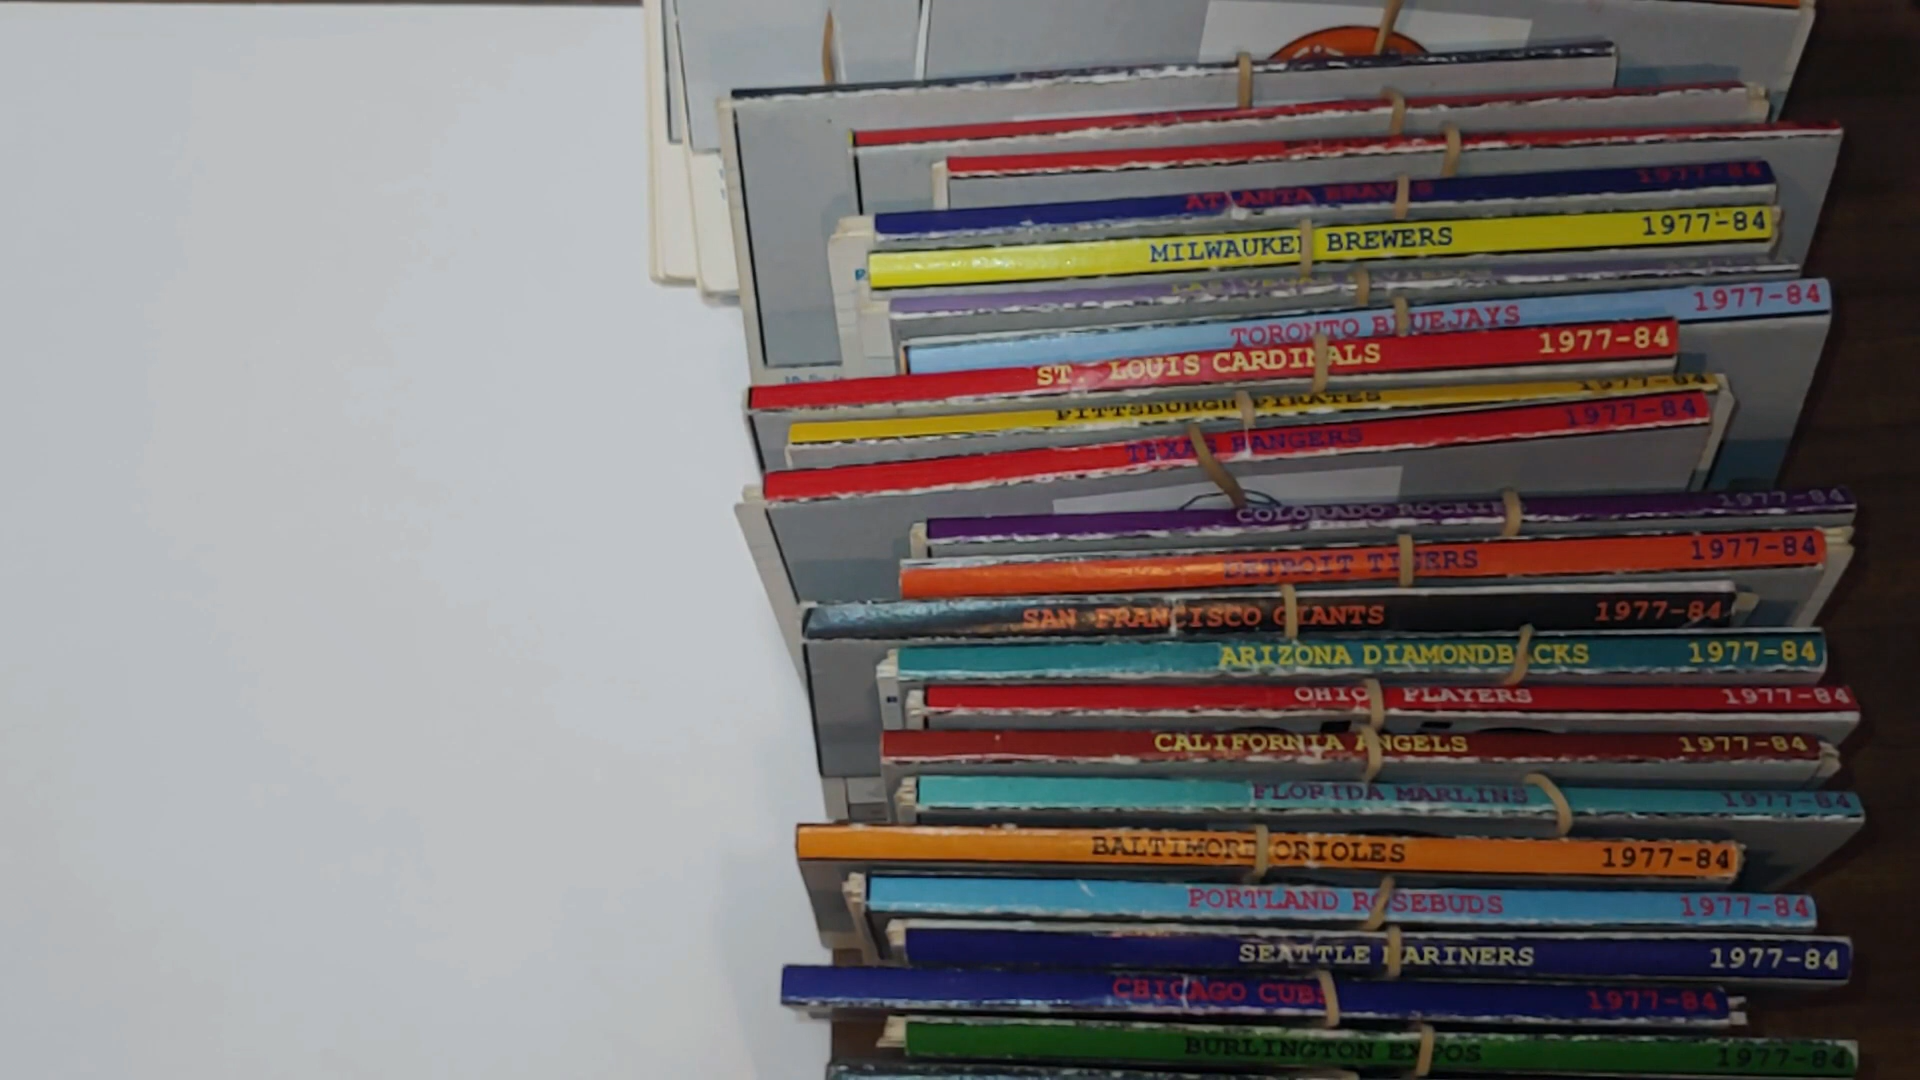 ATLANTA BRAVES 1977-84
MILWAUKEE BREWERS 1977-84
TORONTO BLUEJAYS 1977-84
ST. LOUIS CARDINALS 1977-84
PITTSBURGH PIRATES 1977-84
TEXAS RANGERS 1977-84
COLORADO ROCKIES 1977-84
DETROIT TIGERS 1977-84
SAN FRANCISCO GIANTS 1977-84
ARIZONA DIAMONDBACKS 1977-84
OHIO PLAYERS 1977-84
CALIFORNIA ANGELS 1977-84
FLORIDA MARLINS 1977-84
BALTIMORE ORIOLES 1977-84
PORTLAND ROSEBUDS 1977-84
SEATTLE MARINERS 1977-84
CHICAGO CUBS 1977-84
BURLINGTON EXPOS 1977-84